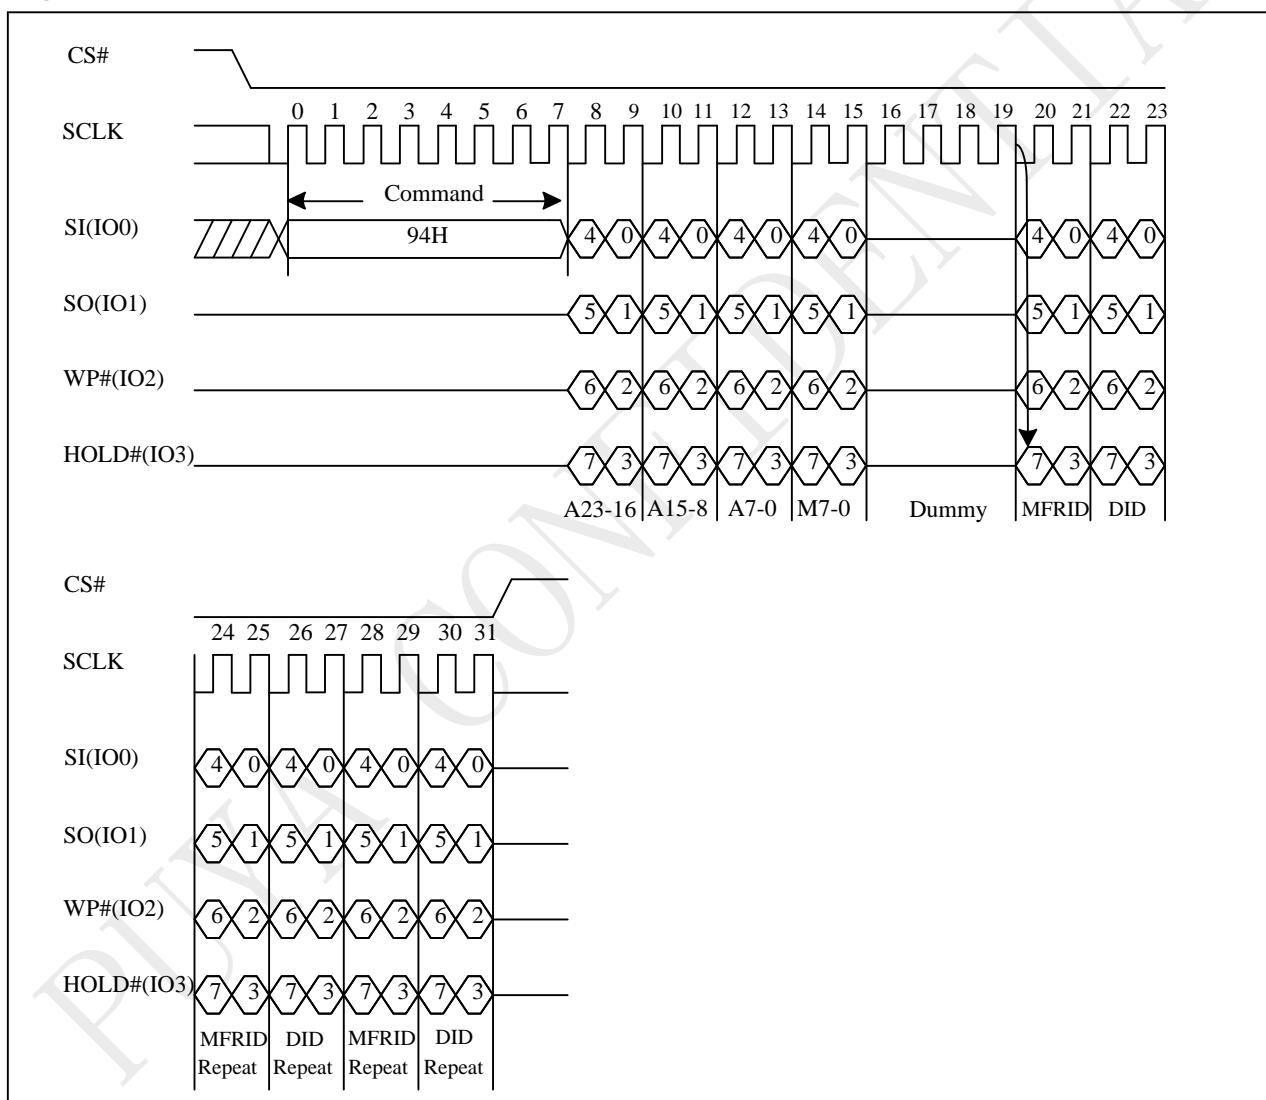 CS#
0 1 2 3 4 5 6 7 8 9 10 11 12 13 14 15 16 17 18 19 20 21 22 23
SCLK
Command
SI(IO0) 94H 4 0 4 0 4 0 4 0 4 0 4 0
SO(IO1) 5 1 5 1 5 1 5 1 5 1 5 1
WP#(IO2) 6 2 6 2 6 2 6 2 6 2 6 2
HOLD#(IO3) 7 3 7 3 7 3 7 3 7 3 7 3
A23-16 A15-8 A7-0 M7-0 Dummy MFRID DID
CS#
24 25 26 27 28 29 30 31
SCLK
SI(IO0) 4 0 4 0 4 0 4 0
SO(IO1) 5 1 5 1 5 1 5 1
WP#(IO2) 6 2 6 2 6 2 6 2
HOLD#(IO3) 7 3 7 3 7 3 7 3
MFRID DID MFRID DID
Repeat Repeat Repeat Repeat
PUYA CONFIDENTIA